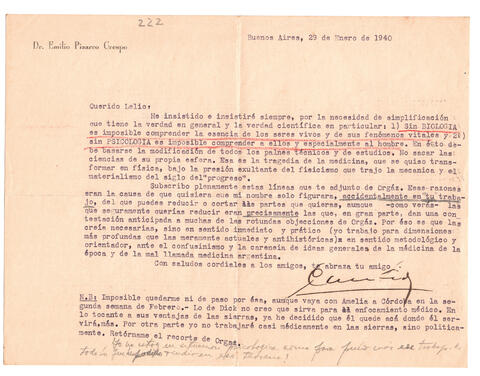 222
Dr. Emilio Pizarro Crespo
Buenos Aires, 29 de Enero de 1940
Querido Lelio:
He insistido e insistiré siempre, por la necesidad de simplificación
que tiene la verdad en general y la verdad científica en particular: 1) Sin BIOLOGIA
es imposible comprender la esencia de los seres vivos y de sus fenómenos vitales y 2)
sin PSICOLOGIA es imposible comprender a ellos y especialmente al hombre. En ésto de-
be basarse la modificación de todos los palnes técnicos y de estudios. No sacar las
ciencias de su propia esfera. Esa es la tragedia de la medicina, que se quiso trans-
formar en física, bajo la presión exultante del fisicismo que trajo la mecanica y el
materialismo del siglo del "progreso".
Subscribo plenamente estas líneas que te adjunto de Orgáz. Esas razones
eran la causa de que quisiera que mi nombre solo figurara, accidentalmente en tu traba-
jo, del que puedes reducir o cortar las partes que quieras, aunque -como verás- las
que seguramente querías reducir eran precisamente las que, en gran parte, dan una con-
testación anticipada a muchas de las rotundas objeciones de Orgáz. Por éso es que las
creía necesarias, sino en sentido immediato y prático (yo trabajo para dimensiones
más profundas que las meramente actuales y antihistóricas) en sentido metodológico y
orientador, ante el confusinismo y la carencia de ideas generales de la medicina de la
época y de la mal llamada medicina argentina.
Con saludos cordiales a los amigos, te abraza tu amigo
N.B: Imposible quedarme ni de paso por ésa, aunque vaya con Amelia a Córdoba en la se-
gunda semana de Febrero.- Lo de Dick no creo que sirva para el enfocamiento médico. En
lo tocante a sus ventajas de las sierras, ya he decidido que él quede acá donde el ser-
virá más. Por otra parte yo no trabajaré casi médicamente en las sierras, sino politica-
mente. Retórname el recorte de Orgaz.